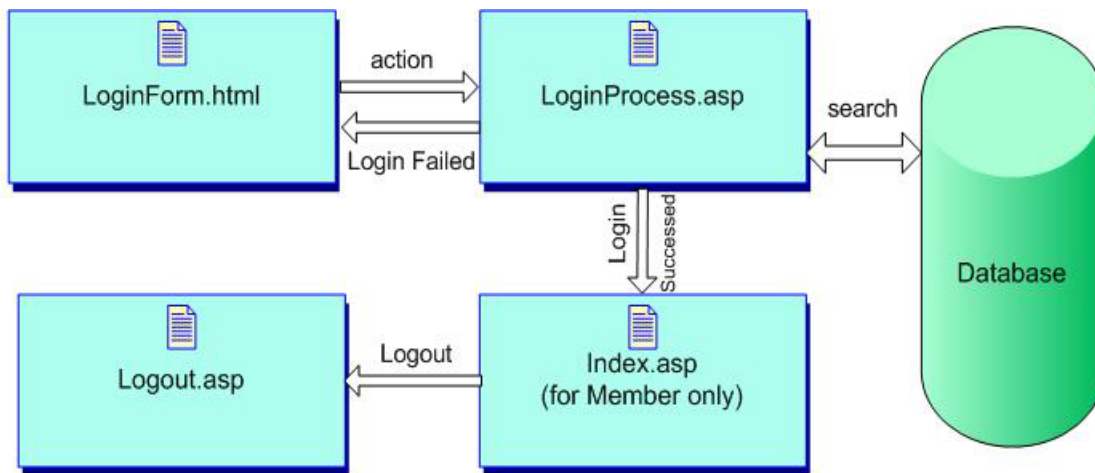 LoginForm.html
action
Login Failed
LoginProcess.asp
search
Database
Login
Successed
Index.asp
(for Member only)
Logout
Logout.asp